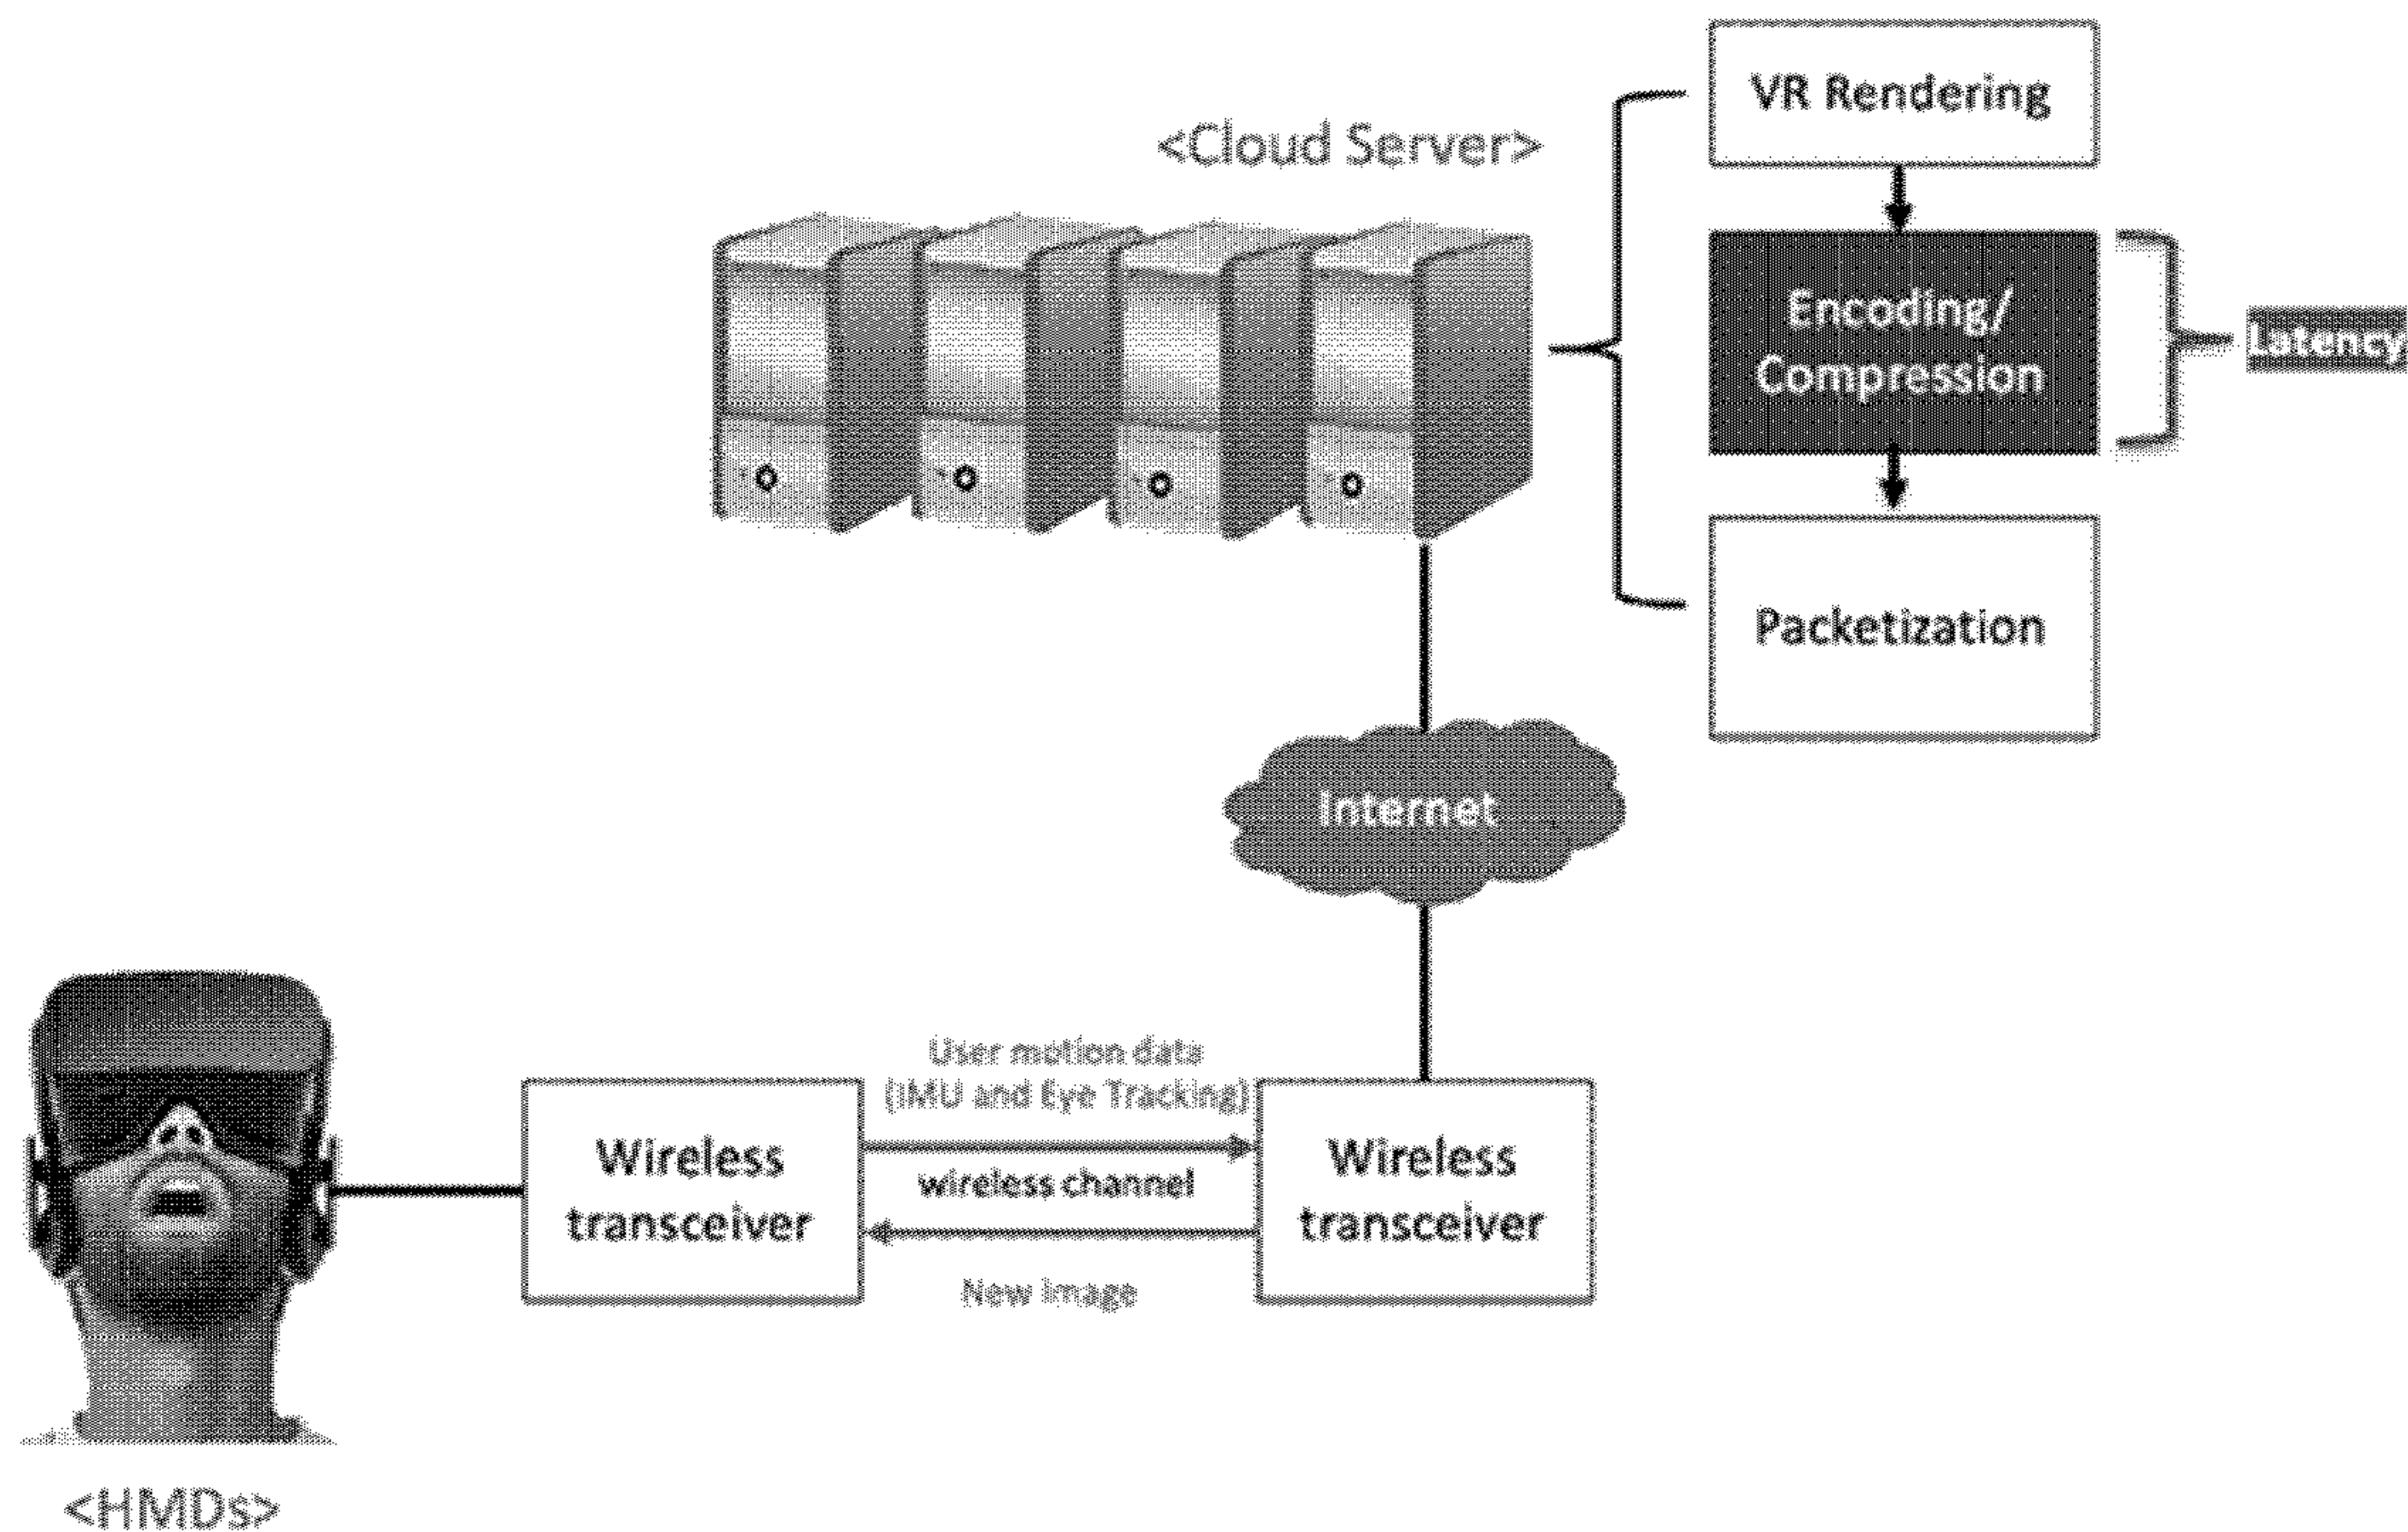 VR Rendering
<Cloud Server>
Encoding/
Compression
Latency
Packetization
Internet
User motion data
(IMU and Eye Tracking)
Wireless
transceiver
wireless channel
Wireless
transceiver
New Image
<HMDs>